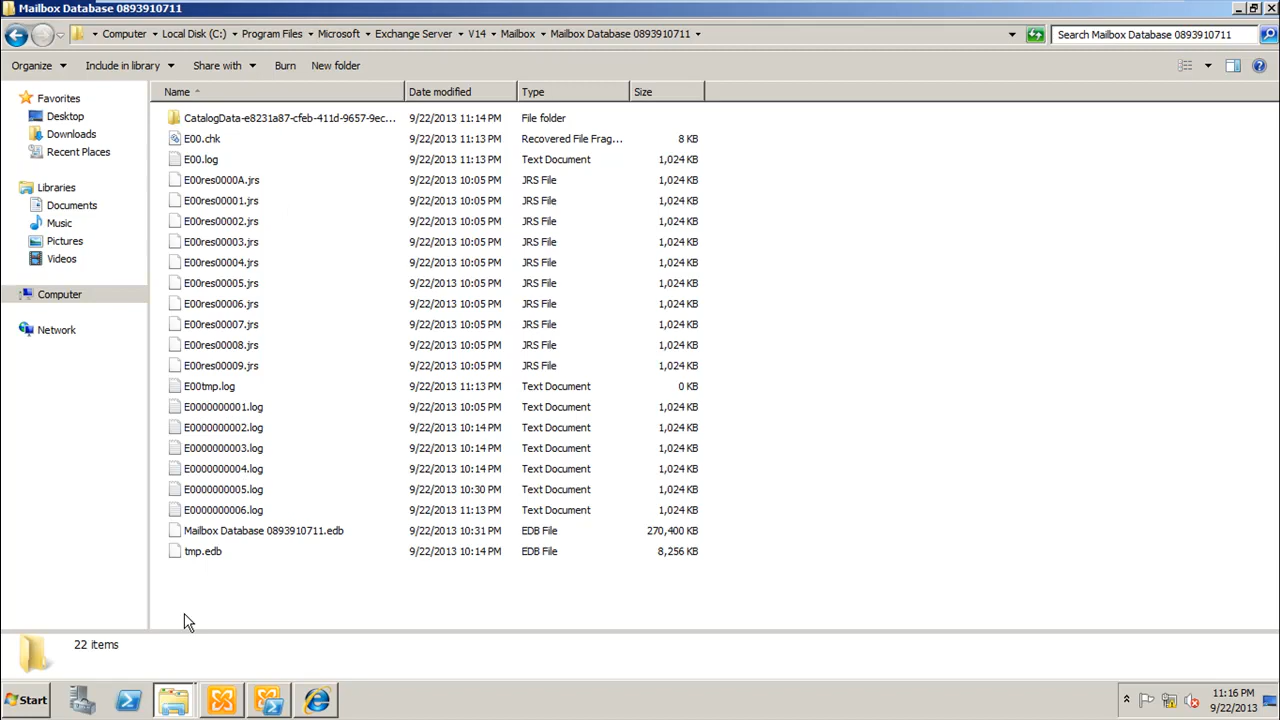 Mailbox Database 0893910711
Computer Local Disk (C:) Program Files Microsoft Exchange Server V14 Mailbox Mailbox Database 0893910711 Search Mailbox Database 0893910711
Organize Include in library Share with Burn New folder
Name Date modified Type Size
Favorites
Desktop
Downloads
Recent Places
Libraries
Documents
Music
Pictures
Videos
Computer
Network
CatalogData-e8231a87-cfeb-411d-9657-9ec... 9/22/2013 11:14 PM File folder
E00.chk 9/22/2013 11:13 PM Recovered File Frag... 8 KB
E00.log 9/22/2013 11:13 PM Text Document 1,024 KB
E00res0000A.jrs 9/22/2013 10:05 PM JRS File 1,024 KB
E00res00001.jrs 9/22/2013 10:05 PM JRS File 1,024 KB
E00res00002.jrs 9/22/2013 10:05 PM JRS File 1,024 KB
E00res00003.jrs 9/22/2013 10:05 PM JRS File 1,024 KB
E00res00004.jrs 9/22/2013 10:05 PM JRS File 1,024 KB
E00res00005.jrs 9/22/2013 10:05 PM JRS File 1,024 KB
E00res00006.jrs 9/22/2013 10:05 PM JRS File 1,024 KB
E00res00007.jrs 9/22/2013 10:05 PM JRS File 1,024 KB
E00res00008.jrs 9/22/2013 10:05 PM JRS File 1,024 KB
E00res00009.jrs 9/22/2013 10:05 PM JRS File 1,024 KB
E00tmp.log 9/22/2013 11:13 PM Text Document 0 KB
E0000000001.log 9/22/2013 10:05 PM Text Document 1,024 KB
E0000000002.log 9/22/2013 10:14 PM Text Document 1,024 KB
E0000000003.log 9/22/2013 10:14 PM Text Document 1,024 KB
E0000000004.log 9/22/2013 10:14 PM Text Document 1,024 KB
E0000000005.log 9/22/2013 10:30 PM Text Document 1,024 KB
E0000000006.log 9/22/2013 11:13 PM Text Document 1,024 KB
Mailbox Database 0893910711.edb 9/22/2013 10:31 PM EDB File 270,400 KB
tmp.edb 9/22/2013 10:14 PM EDB File 8,256 KB
22 items
Start 11:16 PM
9/22/2013